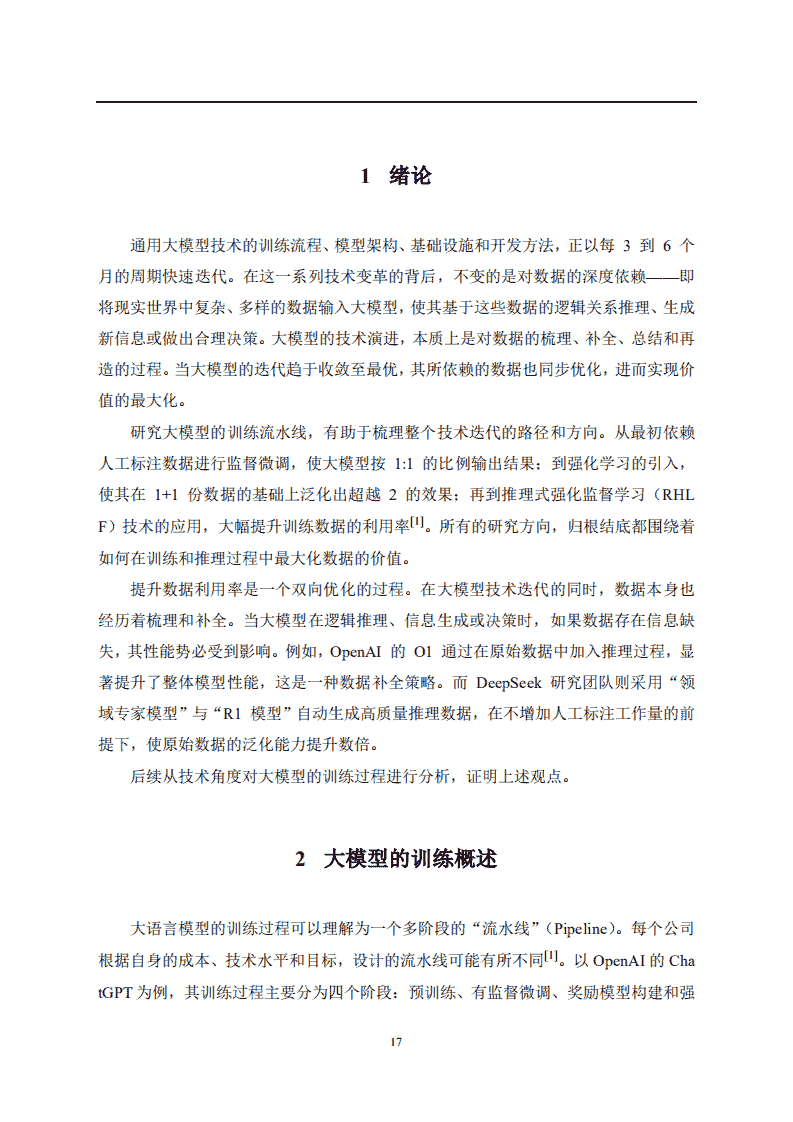 1 绪论
通用大模型技术的训练流程、模型架构、基础设施和开发方法，正以每 3 到 6 个
月的周期快速迭代。在这一系列技术变革的背后，不变的是对数据的深度依赖——即
将现实世界中复杂、多样的数据输入大模型，使其基于这些数据的逻辑关系推理、生成
新信息或做出合理决策。大模型的技术演进，本质上是对数据的梳理、补全、总结和再
造的过程。当大模型的迭代趋于收敛至最优，其所依赖的数据也同步优化，进而实现价
值的最大化。
研究大模型的训练流水线，有助于梳理整个技术迭代的路径和方向。从最初依赖
人工标注数据进行监督微调，使大模型按 1:1 的比例输出结果；到强化学习的引入，
使其在 1+1 份数据的基础上泛化出超越 2 的效果；再到推理式强化监督学习（RHL
F）技术的应用，大幅提升训练数据的利用率[1]。所有的研究方向，归根结底都围绕着
如何在训练和推理过程中最大化数据的价值。
提升数据利用率是一个双向优化的过程。在大模型技术迭代的同时，数据本身也
经历着梳理和补全。当大模型在逻辑推理、信息生成或决策时，如果数据存在信息缺
失，其性能势必受到影响。例如，OpenAI 的 O1 通过在原始数据中加入推理过程，显
著提升了整体模型性能，这是一种数据补全策略。而 DeepSeek 研究团队则采用“领
域专家模型”与“R1 模型”自动生成高质量推理数据，在不增加人工标注工作量的前
提下，使原始数据的泛化能力提升数倍。
后续从技术角度对大模型的训练过程进行分析，证明上述观点。
2 大模型的训练概述
大语言模型的训练过程可以理解为一个多阶段的“流水线”（Pipeline）。每个公司
根据自身的成本、技术水平和目标，设计的流水线可能有所不同[1]。以 OpenAI 的 Cha
tGPT 为例，其训练过程主要分为四个阶段：预训练、有监督微调、奖励模型构建和强
17